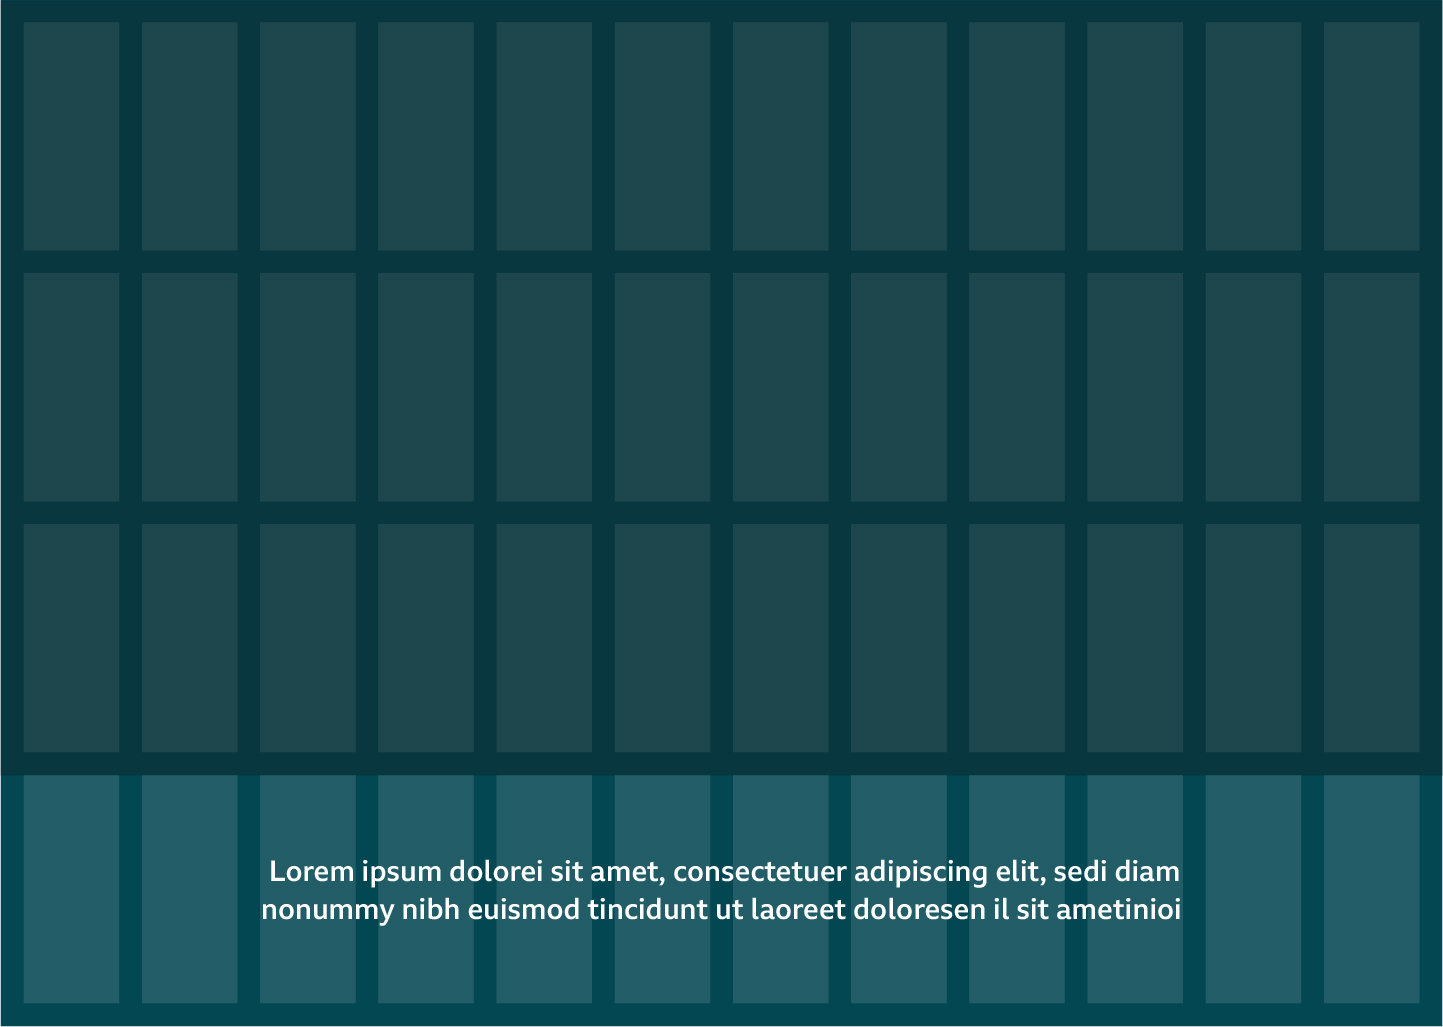 Lorem ipsum dolorei sit amet, consectetuer adipiscing elit, sedi diam
nonummy nibh euismod tincidunt ut laoreet doloresen il sit ametinioi